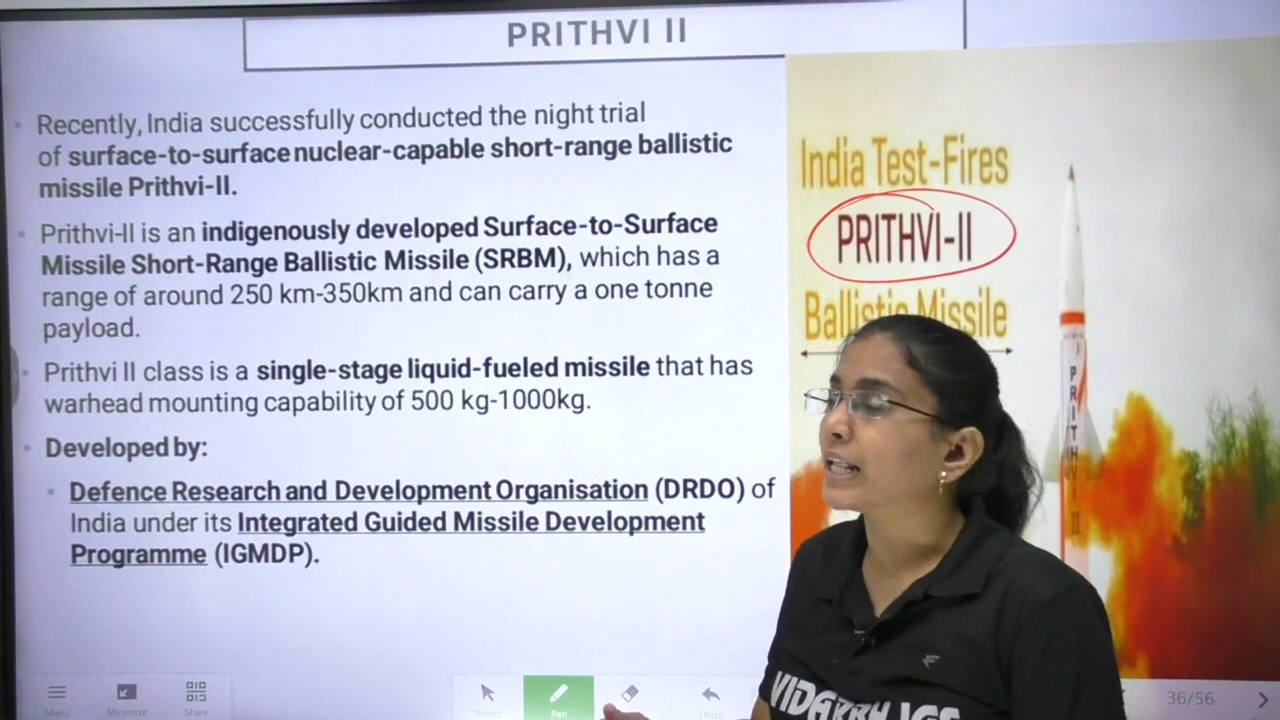 PRITHVI II
Recently, India successfully conducted the night trial
of surface-to-surface nuclear-capable short-range ballistic
missile Prithvi-II.
Prithvi-II is an indigenously developed Surface-to-Surface
Missile Short-Range Ballistic Missile (SRBM), which has a
range of around 250 km-350km and can carry a one tonne
payload.
Prithvi II class is a single-stage liquid-fueled missile that has
warhead mounting capability of 500 kg-1000kg.
Developed by:
Defence Research and Development Organisation (DRDO) of
India under its Integrated Guided Missile Development
Programme (IGMDP).
India Test-Fires
PRITHVI-II
Ballistic Missile
PRITHVI II
Menu
Minimize
Share
Select
Pen
Undo
36/56